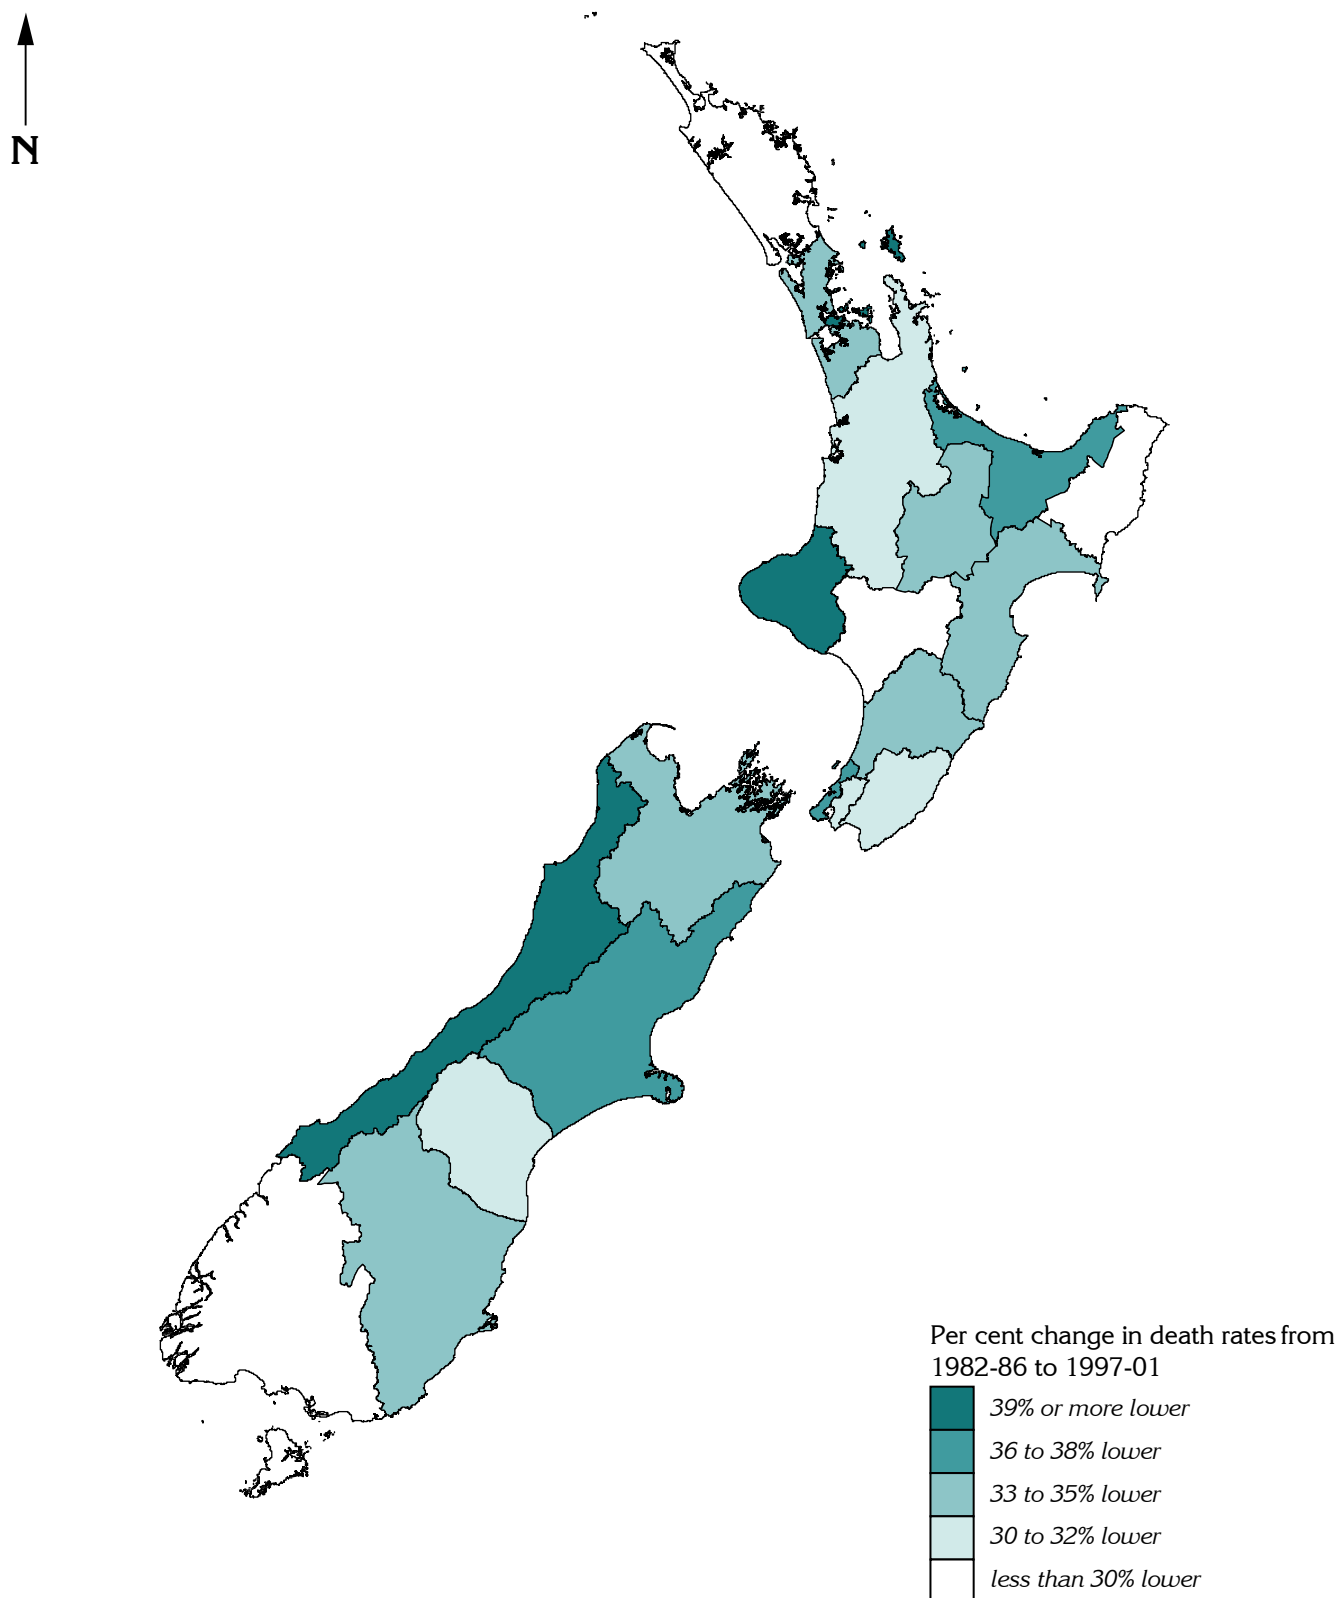 N
Per cent change in death rates from
1982-86 to 1997-01
39% or more lower
36 to 38% lower
33 to 35% lower
30 to 32% lower
less than 30% lower